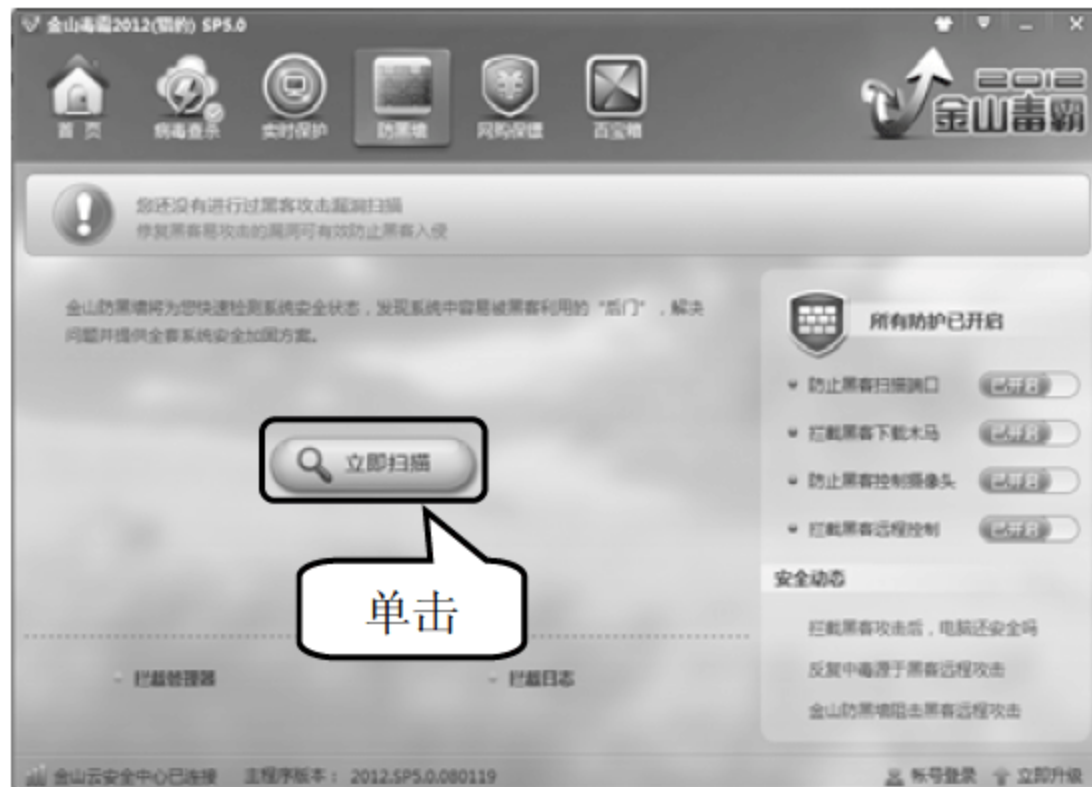 金山毒霸2012(猎豹) SP5.0
首页
病毒查杀
实时保护
防黑墙
网购保镖
百宝箱
2012
金山毒霸
您还没有进行过黑客攻击漏洞扫描
修复黑客易攻击的漏洞可有效防止黑客入侵
金山防黑墙将为您快速检测系统安全状态，发现系统中容易被黑客利用的“后门”，解决
问题并提供全套系统安全加固方案。
立即扫描
单击
拦截管理器
拦截日志
所有防护已开启
防止黑客扫描端口 已开启
拦截黑客下载木马 已开启
防止黑客控制摄像头 已开启
拦截黑客远程控制 已开启
安全动态
拦截黑客攻击后，电脑还安全吗
反复中毒源于黑客远程攻击
金山防黑墙阻击黑客远程攻击
金山云安全中心已连接
主程序版本： 2012.SP5.0.080119
帐号登录
立即升级